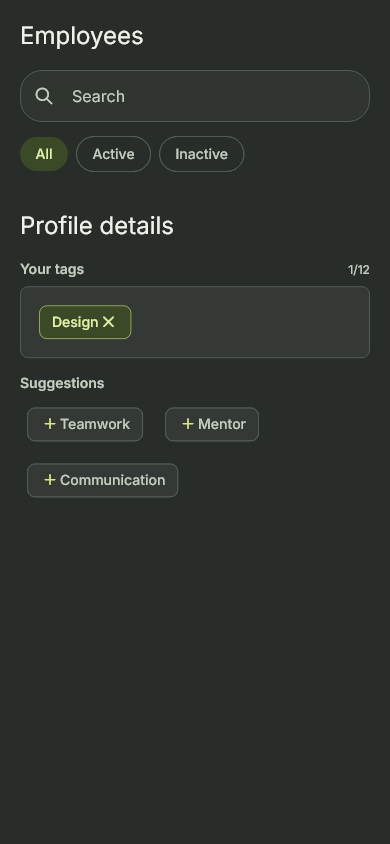 Employees
Search
All Active Inactive
Profile details
Your tags 1/12
Design
Suggestions
Teamwork Mentor
Communication